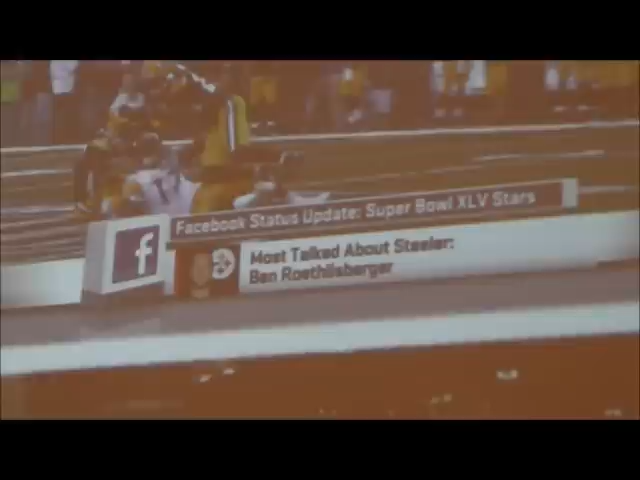 f
Facebook Status Update: Super Bowl XLV Stars
Most Talked About Steeler:
Ben Roethlisberger